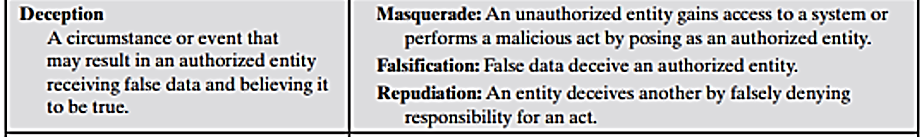 Deception
A circumstance or event that
may result in an authorized entity
receiving false data and believing it
to be true.
Masquerade: An unauthorized entity gains access to a system or
performs a malicious act by posing as an authorized entity.
Falsification: False data deceive an authorized entity.
Repudiation: An entity deceives another by falsely denying
responsibility for an act.